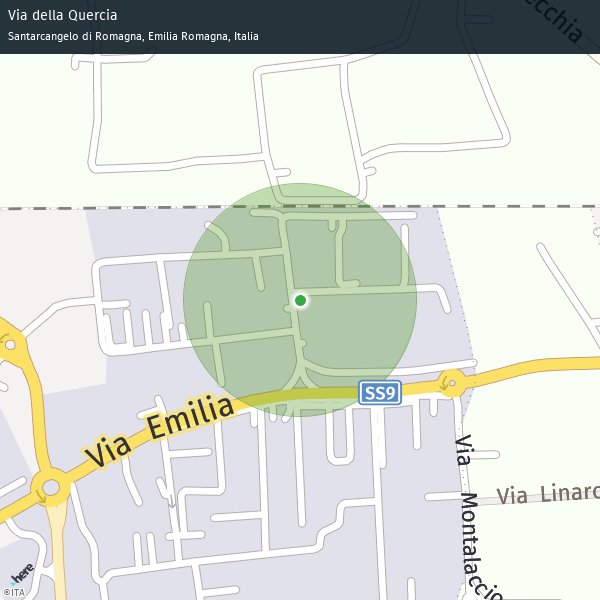 Via della Quercia
Santarcangelo di Romagna, Emilia Romagna, Italia
ecchia
SS9
Via Emilia
Via Montalaccio
Via Linaro
here
©ITA